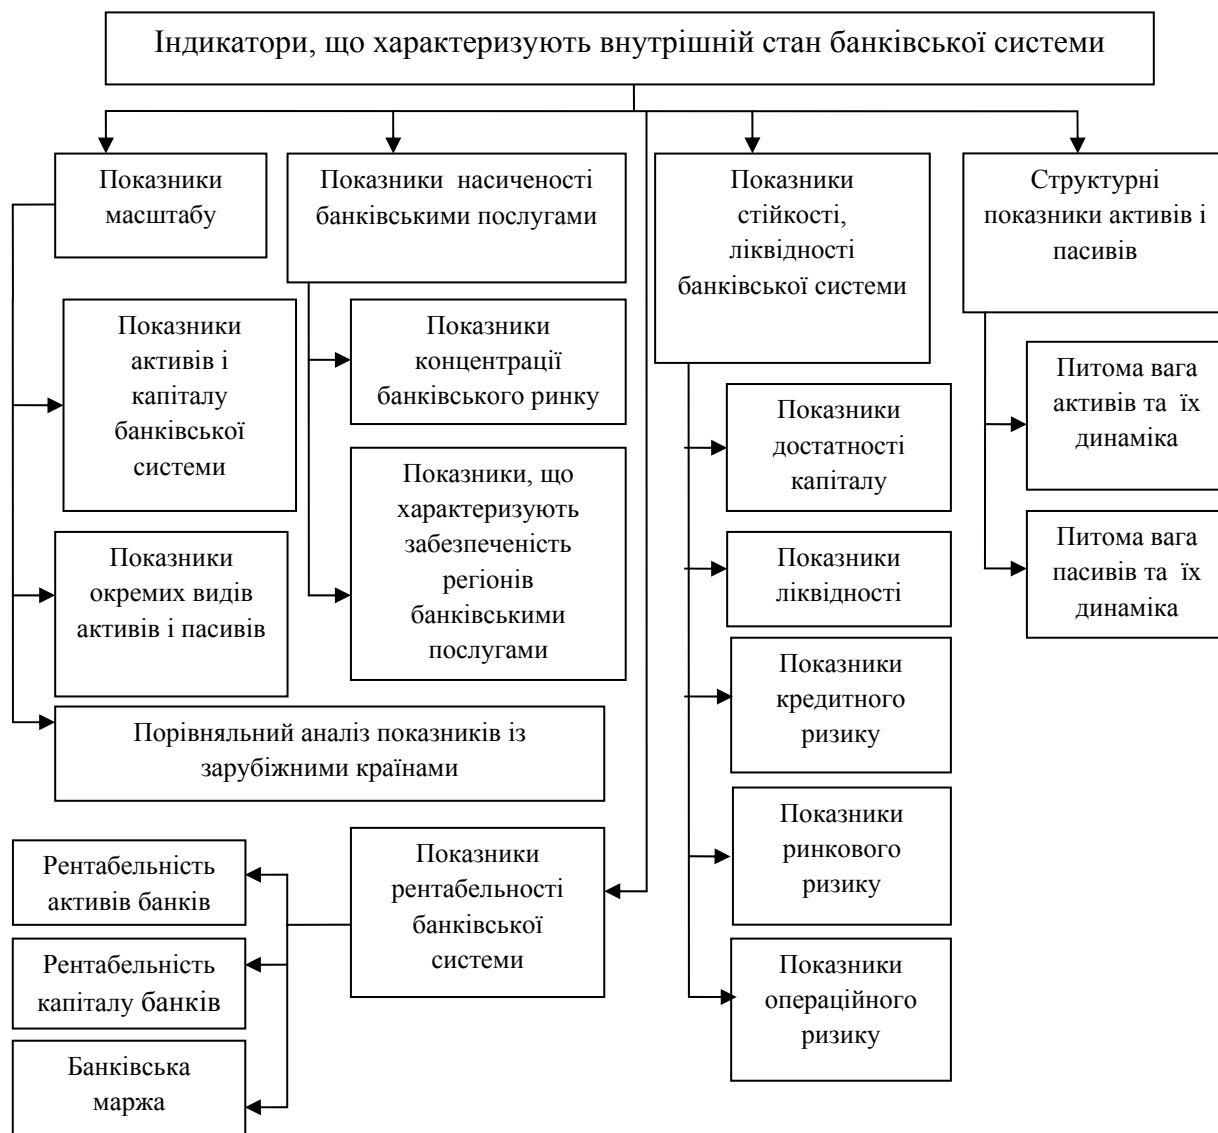 Індикатори, що характеризують внутрішній стан банківської системи
Показники
масштабу
Показники насиченості
банківськими послугами
Показники
стійкості,
ліквідності
банківської системи
Структурні
показники активів і
пасивів
Показники
активів і
капіталу
банківської
системи
Показники
концентрації
банківського ринку
Показники
достатності
капіталу
Питома вага
активів та їх
динаміка
Показники, що
характеризують
забезпеченість
регіонів
банківськими
послугами
Показники
окремих видів
активів і пасивів
Показники
ліквідності
Питома вага
пасивів та їх
динаміка
Показники
кредитного
ризику
Порівняльний аналіз показників із
зарубіжними країнами
Показники
ринкового
ризику
Рентабельність
активів банків
Показники
рентабельності
банківської
системи
Рентабельність
капіталу банків
Показники
операційного
ризику
Банківська
маржа